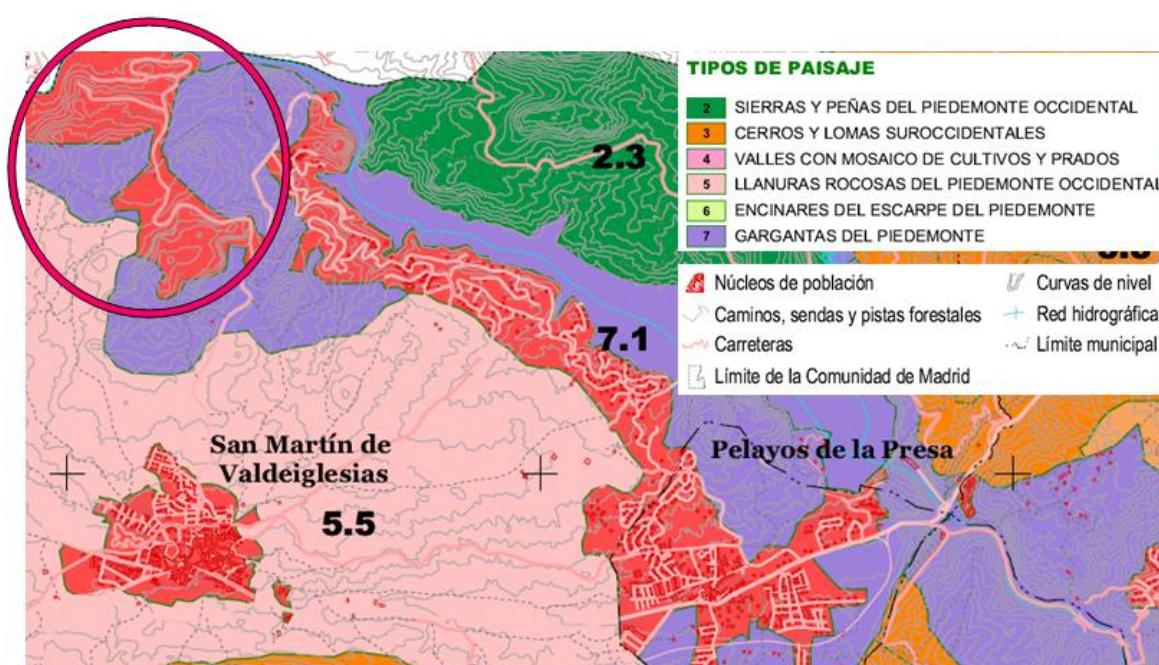 TIPOS DE PAISAJE
2 SIERRAS Y PEÑAS DEL PIEDEMONTE OCCIDENTAL
3 CERROS Y LOMAS SUROCCIDENTALES
4 VALLES CON MOSAICO DE CULTIVOS Y PRADOS
5 LLANURAS ROCOSAS DEL PIEDEMONTE OCCIDENTAL
6 ENCINARES DEL ESCARPE DEL PIEDEMONTE
7 GARGANTAS DEL PIEDEMONTE
Núcleos de población
Curvas de nivel
Caminos, sendas y pistas forestales
Red hidrográfica
Carreteras
Límite municipal
Límite de la Comunidad de Madrid
2.3
7.1
San Martín de
Valdeiglesias
Pelayos de la Presa
5.5